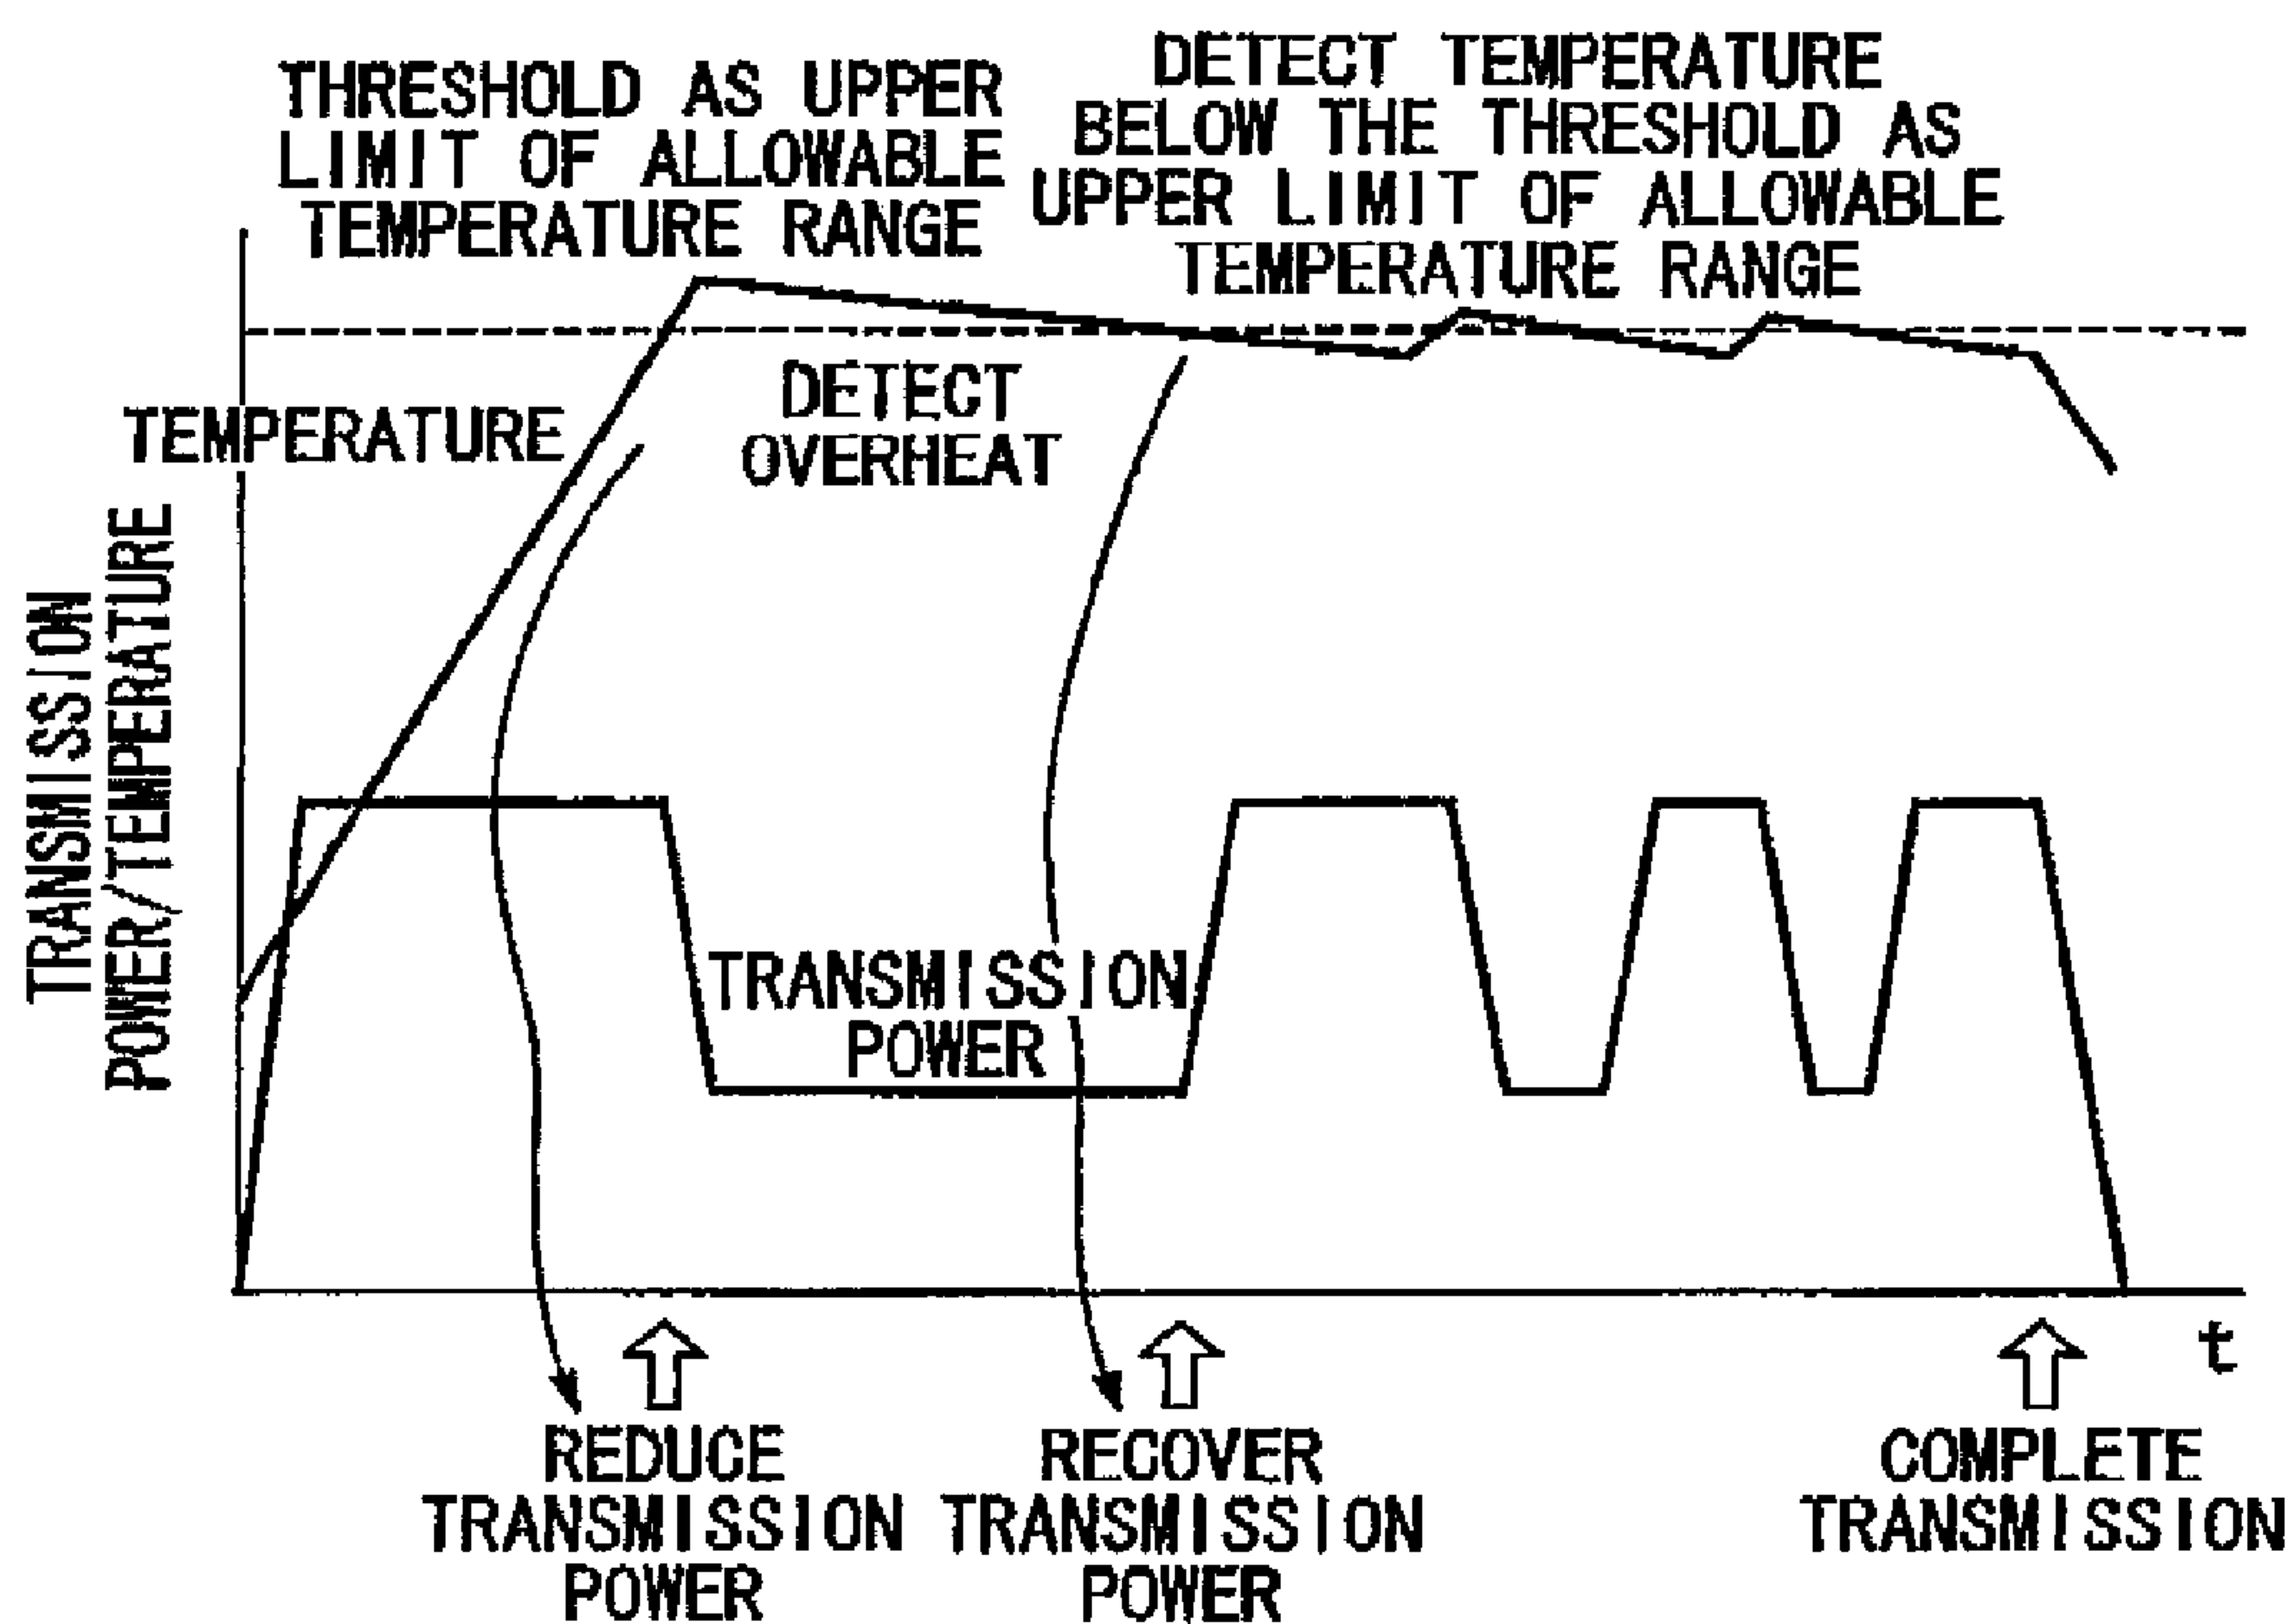 THRESHOLD AS UPPER
LIMIT OF ALLOWABLE
TEMPERATURE RANGE
DETECT TEMPERATURE
BELOW THE THRESHOLD AS
UPPER LIMIT OF ALLOWABLE
TEMPERATURE RANGE
TEMPERATURE
DETECT
OVERHEAT
TRANSMISSION
POWER/TEMPERATURE
TRANSMISSION
POWER
t
REDUCE
TRANSMISSION
POWER
RECOVER
TRANSMISSION
POWER
COMPLETE
TRANSMISSION